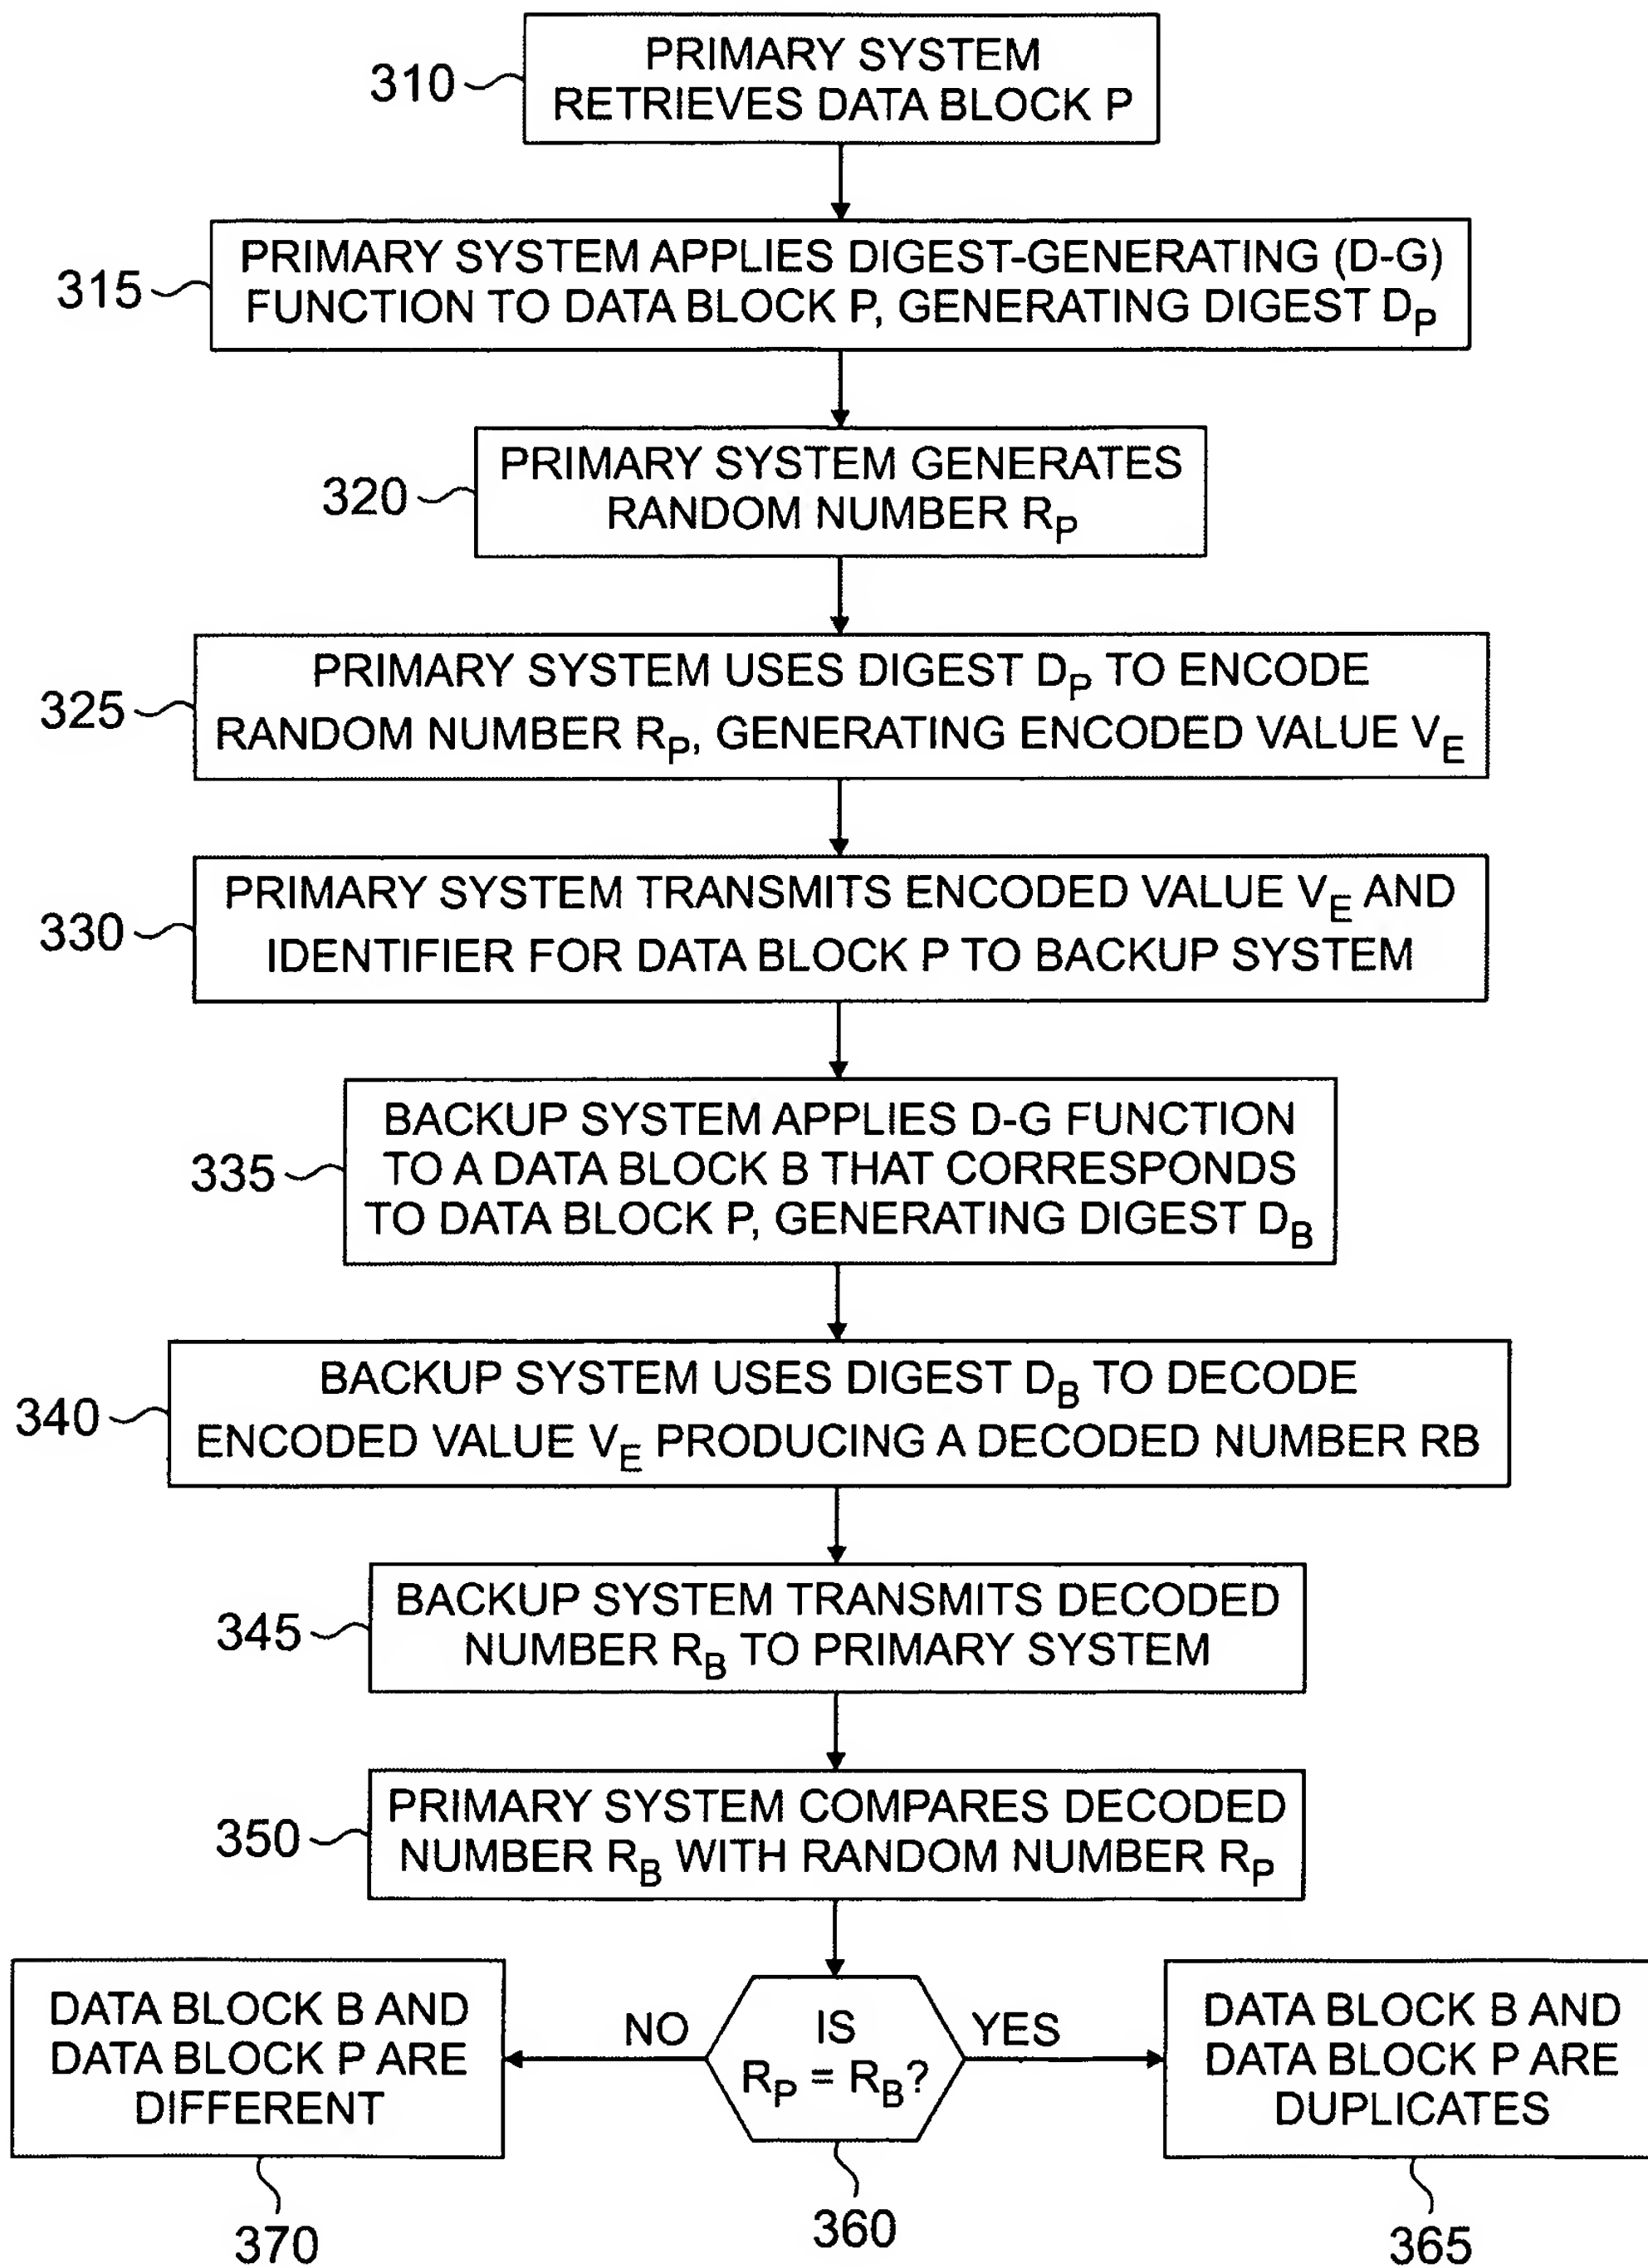 310
PRIMARY SYSTEM
RETRIEVES DATA BLOCK P
315
PRIMARY SYSTEM APPLIES DIGEST-GENERATING (D-G)
FUNCTION TO DATA BLOCK P, GENERATING DIGEST DP
320
PRIMARY SYSTEM GENERATES
RANDOM NUMBER RP
325
PRIMARY SYSTEM USES DIGEST DP TO ENCODE
RANDOM NUMBER RP, GENERATING ENCODED VALUE VE
330
PRIMARY SYSTEM TRANSMITS ENCODED VALUE VE AND
IDENTIFIER FOR DATA BLOCK P TO BACKUP SYSTEM
335
BACKUP SYSTEM APPLIES D-G FUNCTION
TO A DATA BLOCK B THAT CORRESPONDS
TO DATA BLOCK P, GENERATING DIGEST DB
340
BACKUP SYSTEM USES DIGEST DB TO DECODE
ENCODED VALUE VE PRODUCING A DECODED NUMBER RB
345
BACKUP SYSTEM TRANSMITS DECODED
NUMBER RB TO PRIMARY SYSTEM
350
PRIMARY SYSTEM COMPARES DECODED
NUMBER RB WITH RANDOM NUMBER RP
DATA BLOCK B AND
DATA BLOCK P ARE
DIFFERENT
NO
IS
RP = RB?
YES
DATA BLOCK B AND
DATA BLOCK P ARE
DUPLICATES
370
360
365